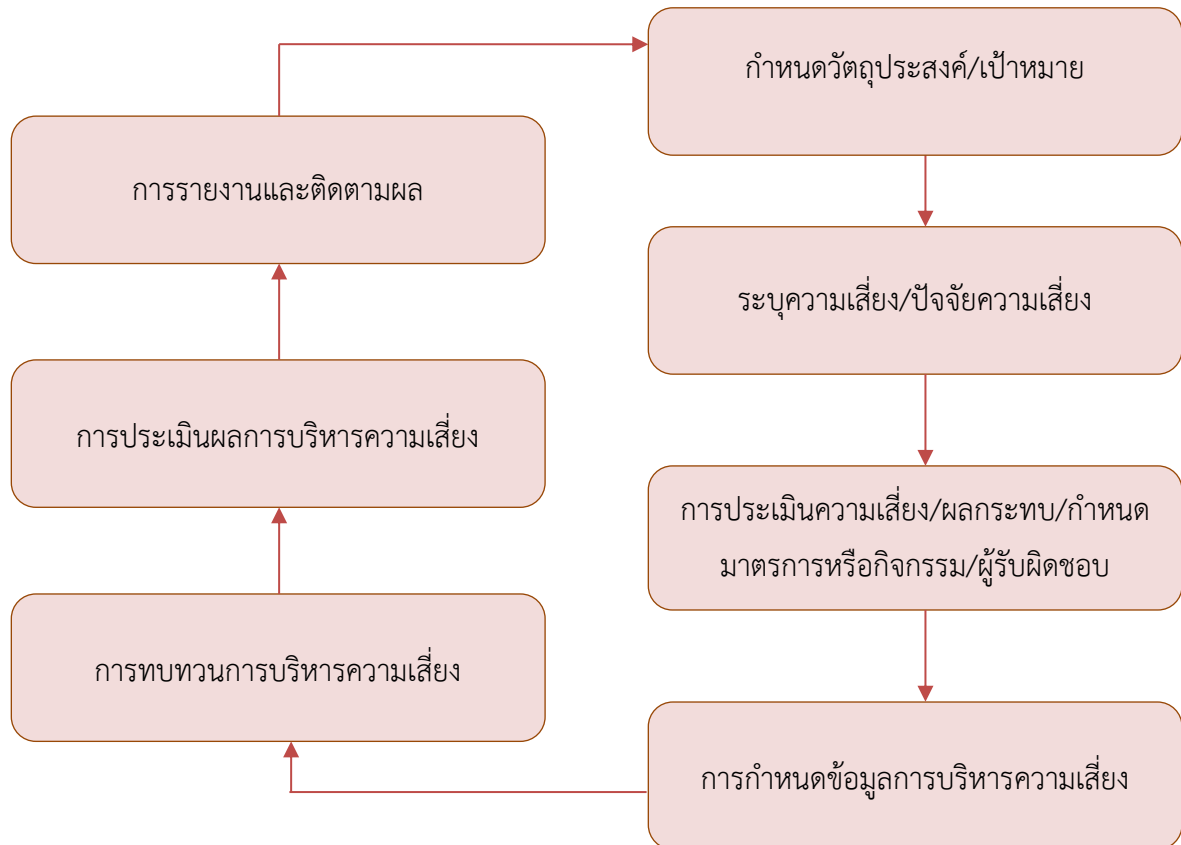 กำหนดวัตถุประสงค์/เป้าหมาย
ระบุความเสี่ยง/ปัจจัยความเสี่ยง
การประเมินความเสี่ยง/ผลกระทบ/กำหนด
มาตรการหรือกิจกรรม/ผู้รับผิดชอบ
การกำหนดข้อมูลการบริหารความเสี่ยง
การทบทวนการบริหารความเสี่ยง
การประเมินผลการบริหารความเสี่ยง
การรายงานและติดตามผล